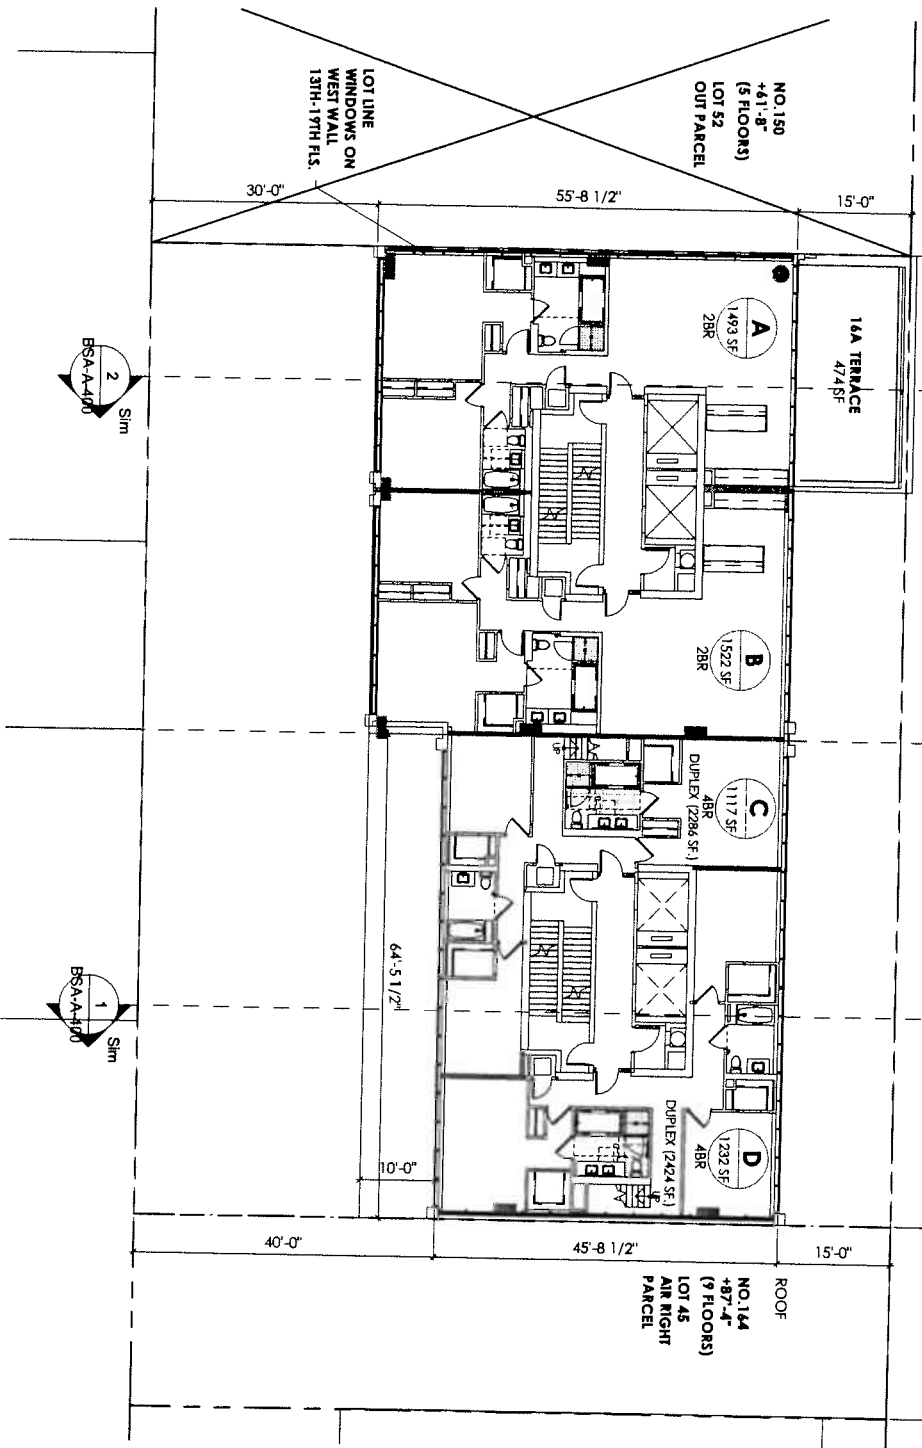 NO.150
+61'-8"
(5 FLOORS)
LOT 52
OUT PARCEL
LOT LINE
WINDOWS ON
WEST WALL
13TH-19TH FLS.
30'-0"
55'-8 1/2"
15'-0"
16A TERRACE
474 SF
A
1493 SF
2BR
B
1522 SF
2BR
C
1117 SF
4BR
DUPLEX (2286 SF.)
UP
D
1232 SF
4BR
DUPLEX (2424 SF.)
UP
2
BSA-A-400
Sim
1
BSA-A-400
Sim
64'-5 1/2"
10'-0"
40'-0"
45'-8 1/2"
15'-0"
ROOF
NO.164
+87'-4"
(9 FLOORS)
LOT 45
AIR RIGHT
PARCEL